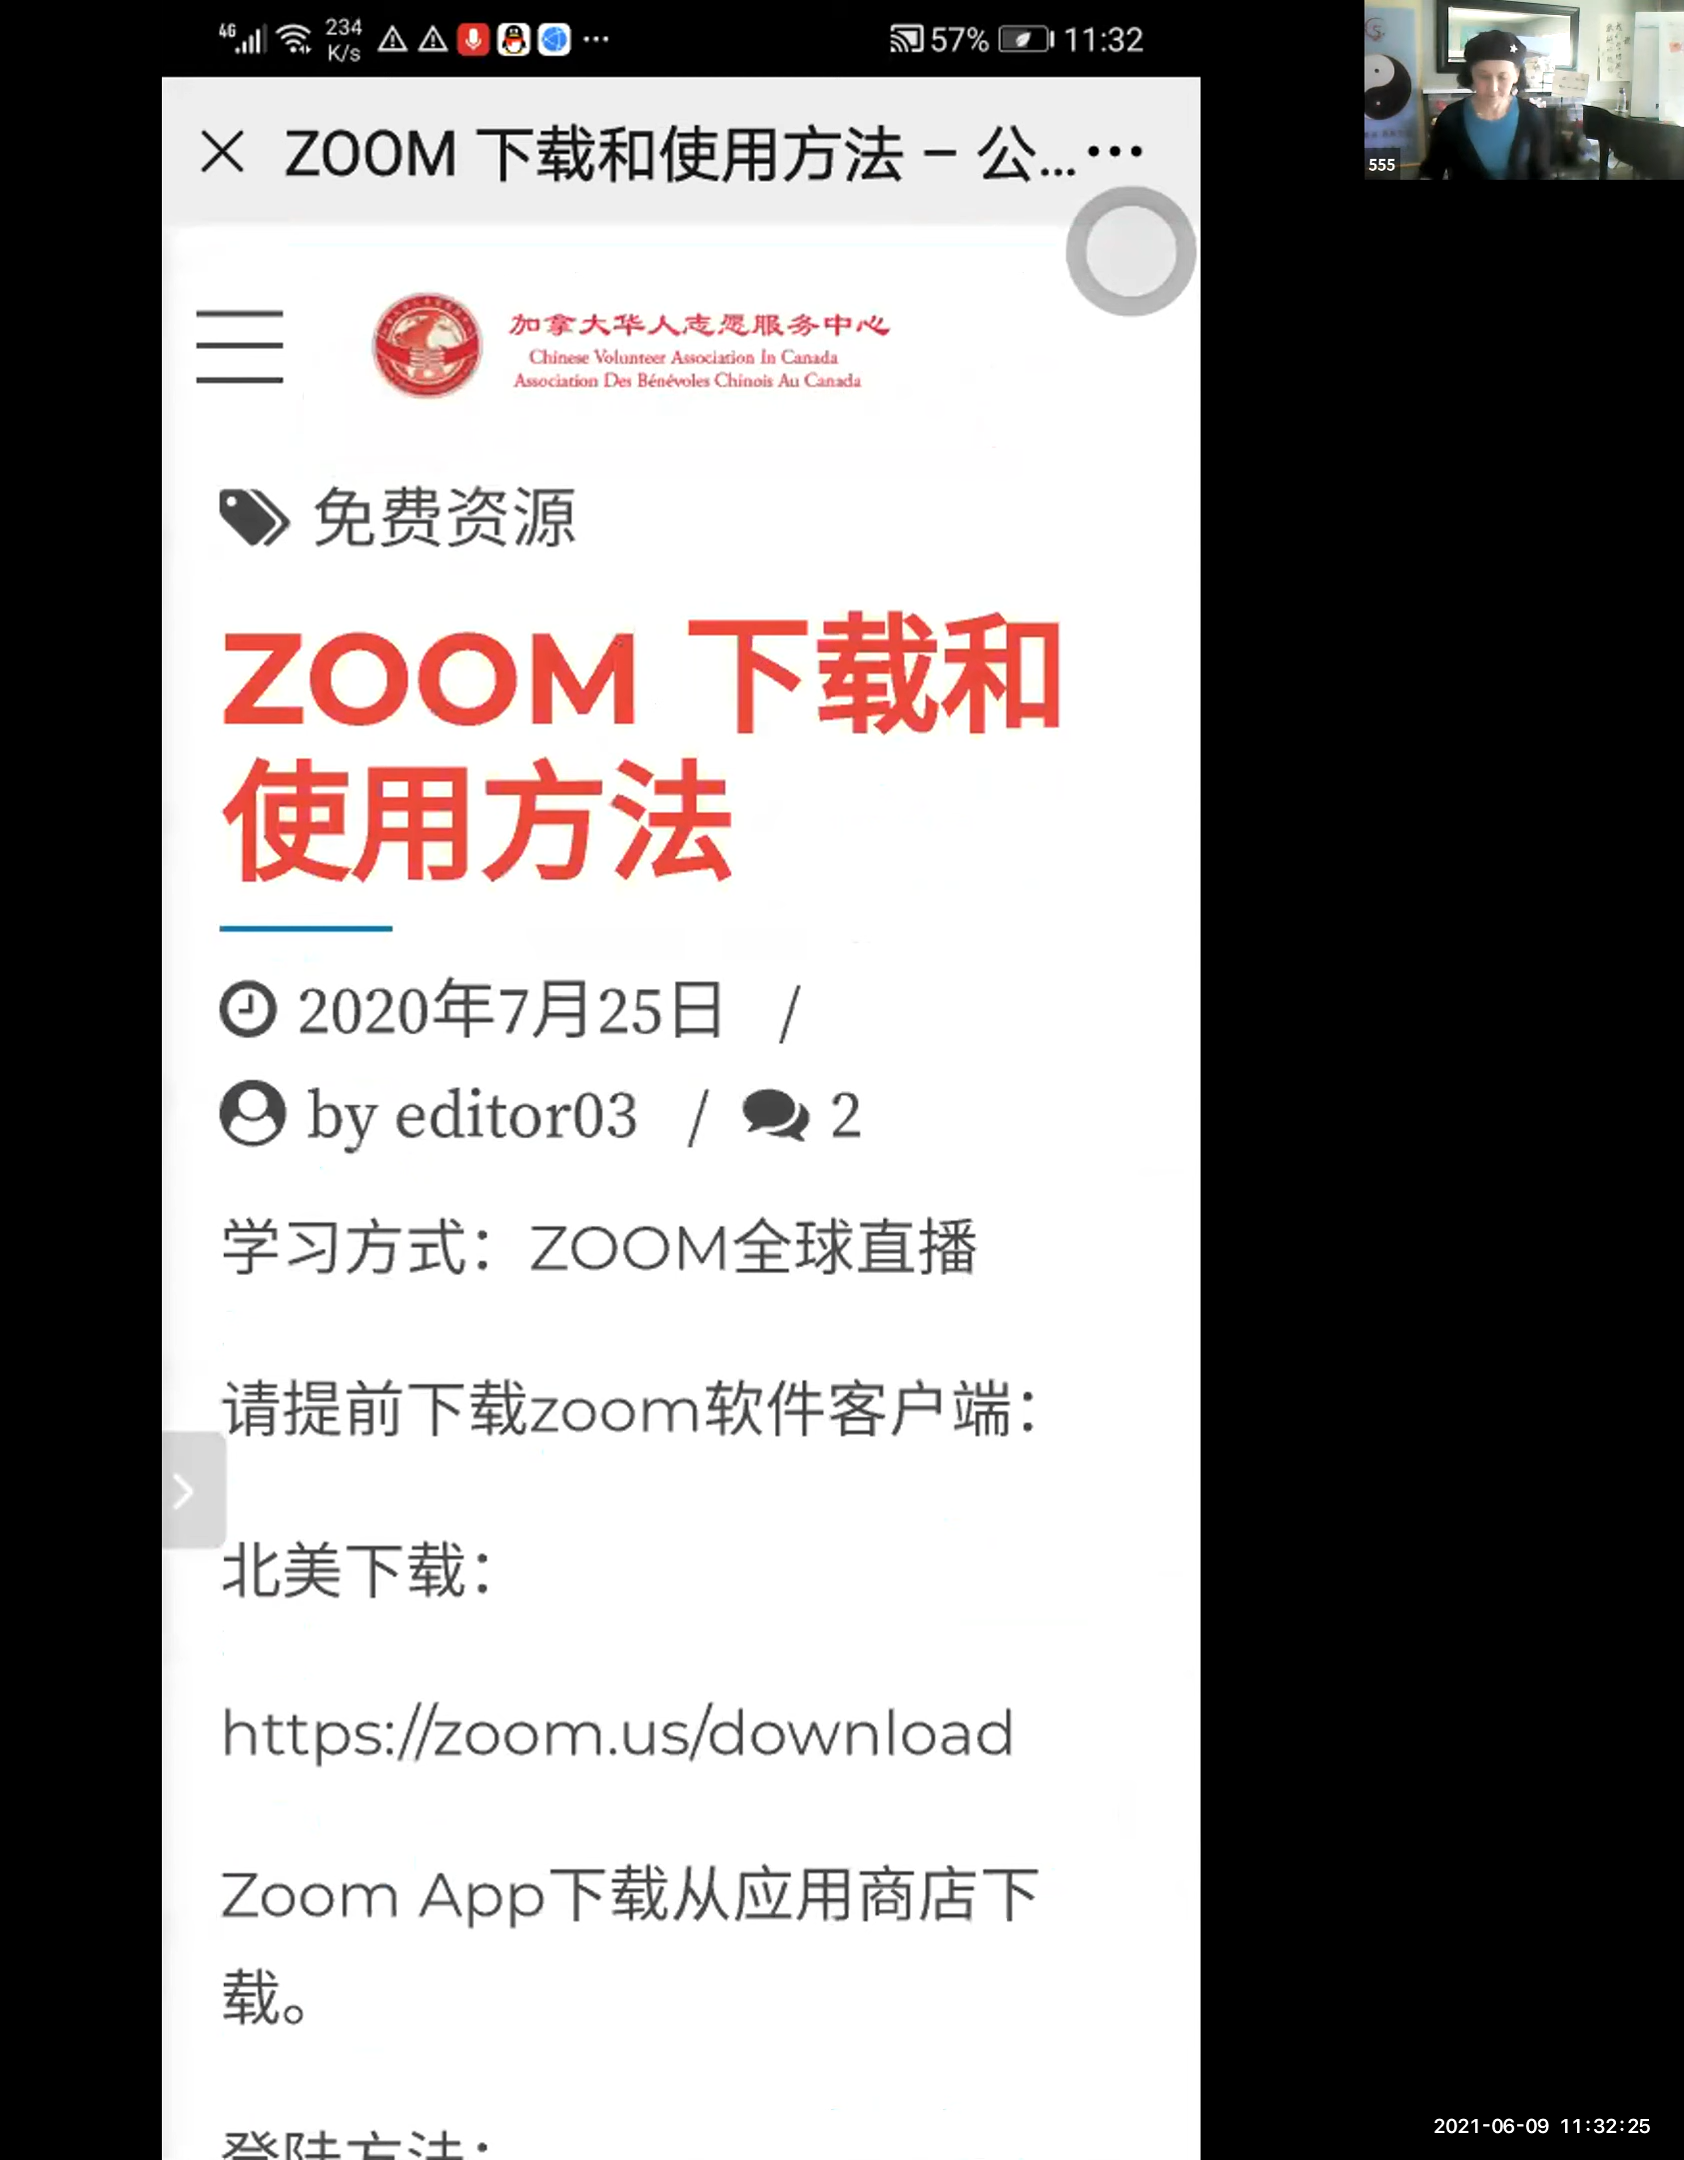 4G
234
K/s
57%
11:32
ZOOM 下载和使用方法 – 公...
555
加拿大华人志愿服务中心
Chinese Volunteer Association In Canada
Association Des Bénévoles Chinois Au Canada
免费资源
ZOOM 下载和
使用方法
2020年7月25日 /
by editor03 / 2
学习方式：ZOOM全球直播
请提前下载zoom软件客户端：
北美下载：
https://zoom.us/download
Zoom App下载从应用商店下
载。
登陆方法：
2021-06-09 11:32:25